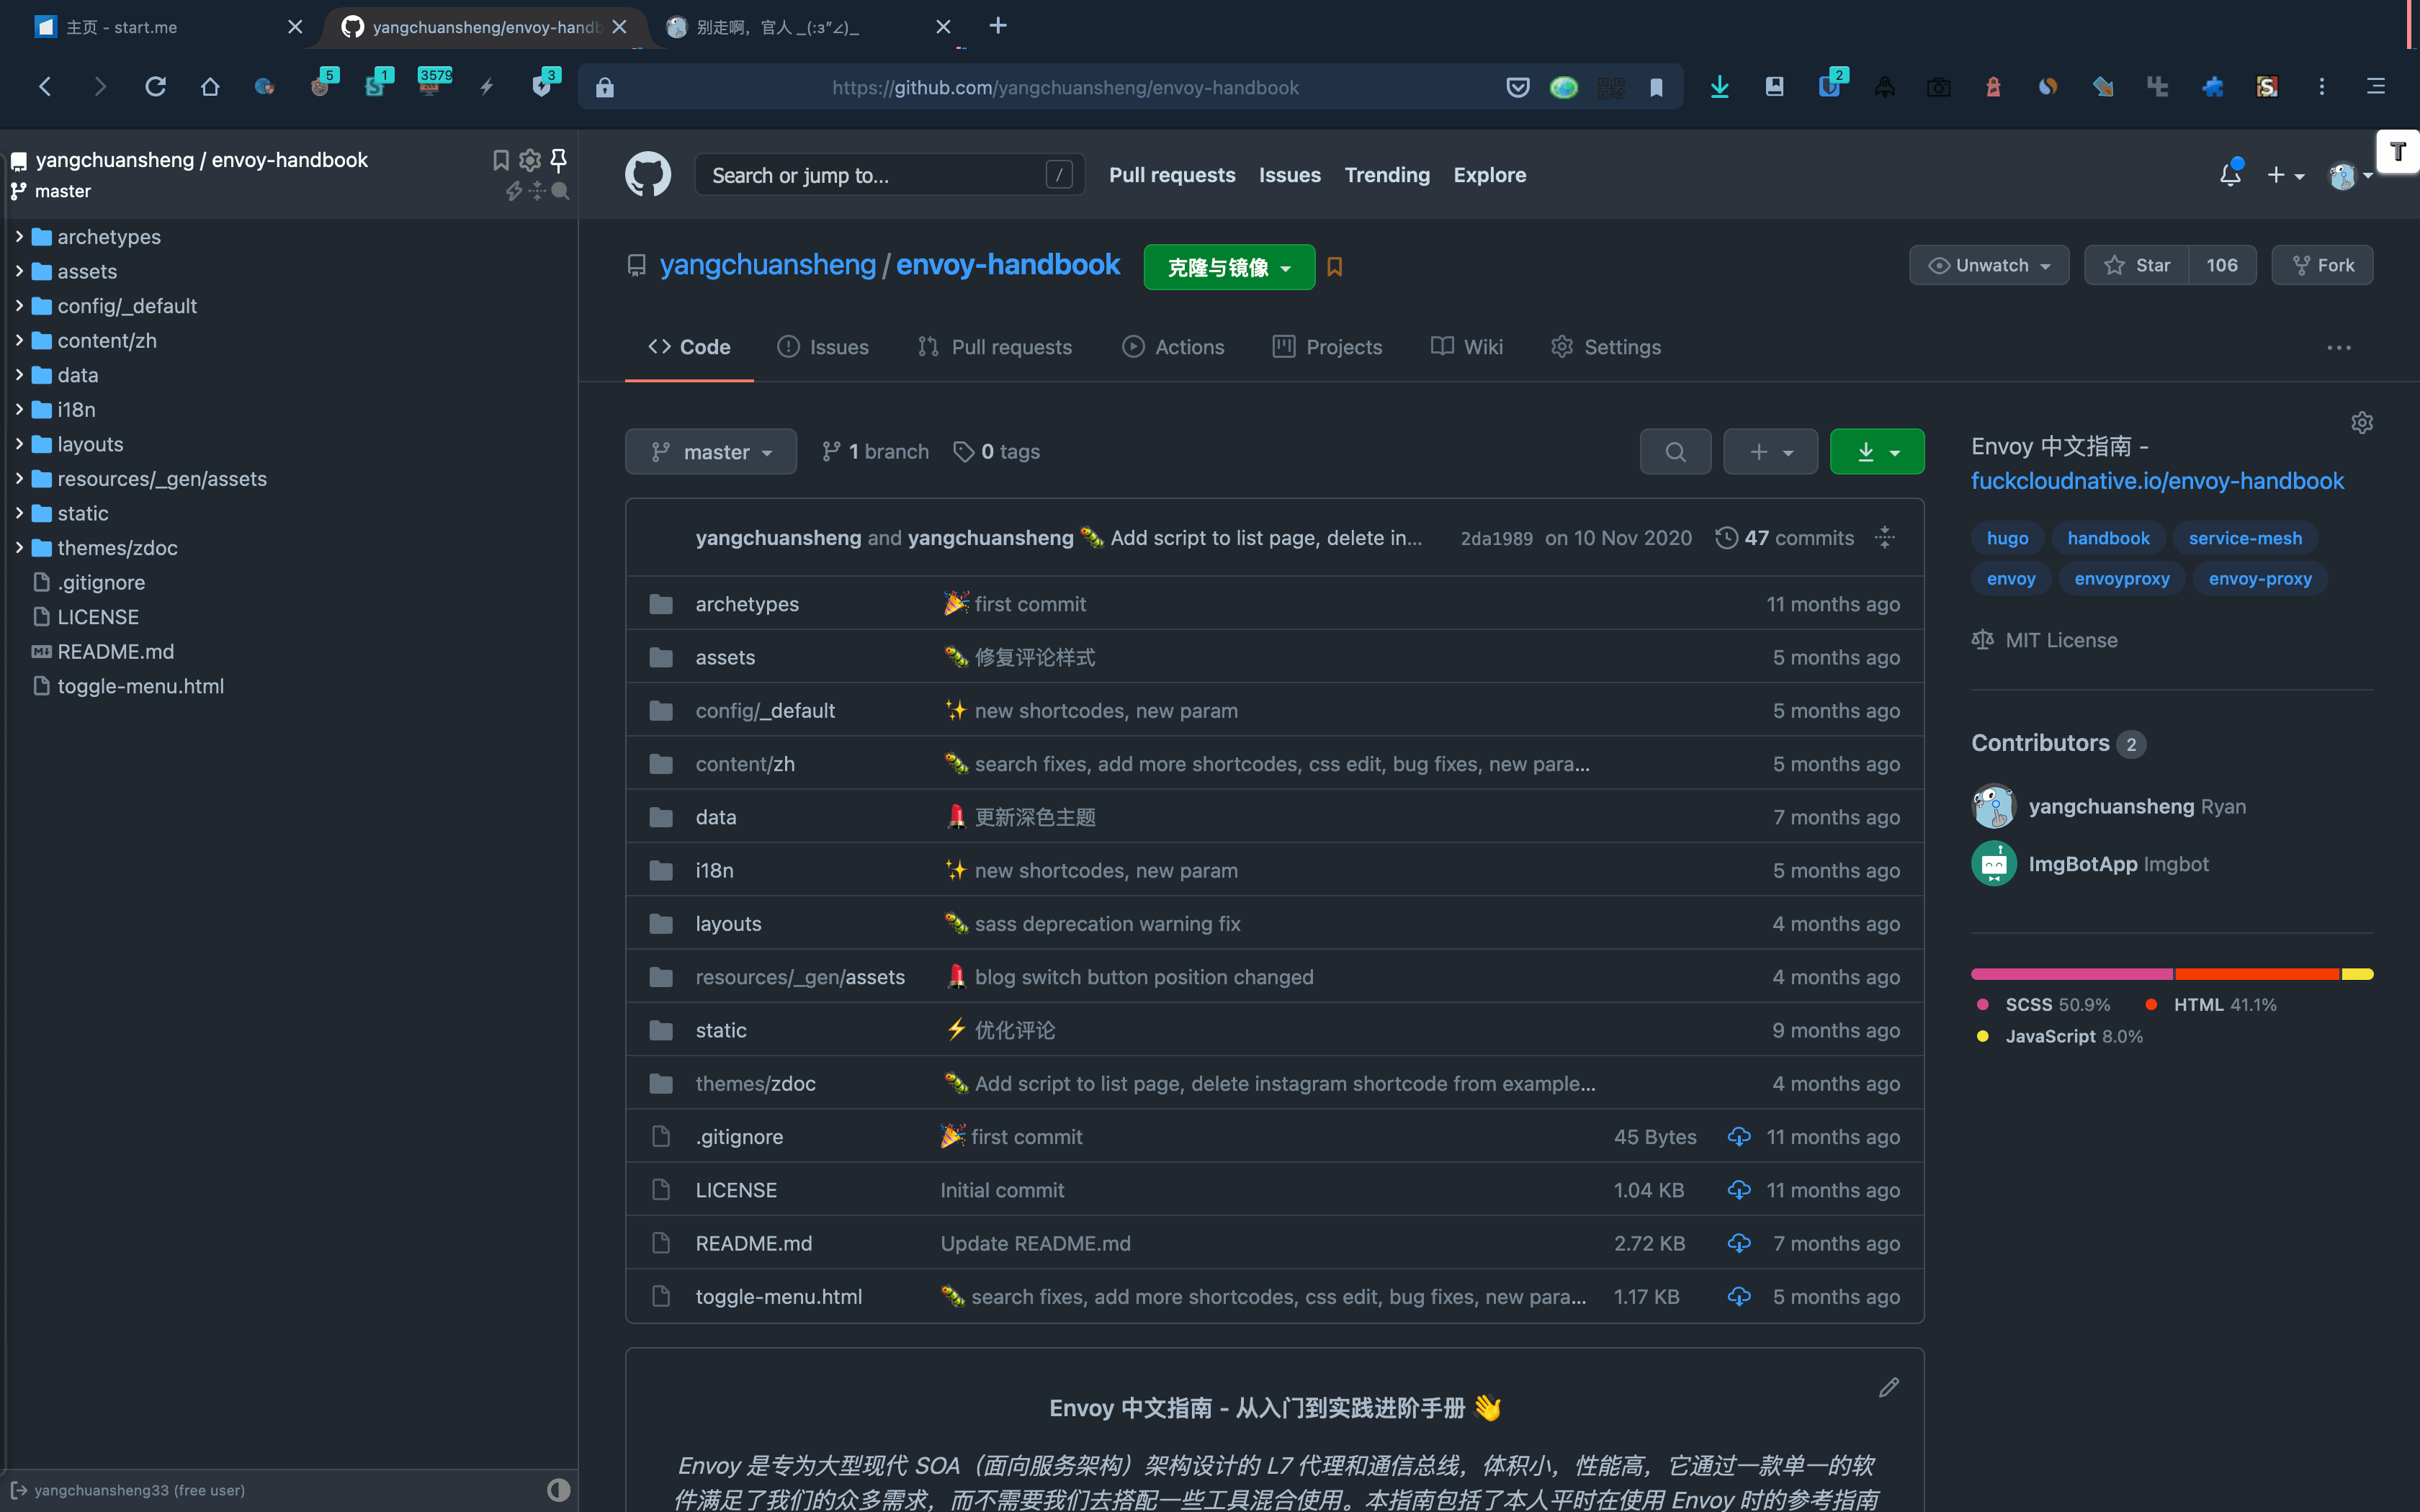 主页 - start.me
yangchuansheng/envoy-handb
别走啊，官人 _(:з”∠)_
5
1
3579
3
https://github.com/yangchuansheng/envoy-handbook
2
yangchuansheng / envoy-handbook
master
archetypes
assets
config/_default
content/zh
data
i18n
layouts
resources/_gen/assets
static
themes/zdoc
.gitignore
LICENSE
README.md
toggle-menu.html
yangchuansheng33 (free user)
Search or jump to...
/
Pull requests Issues Trending Explore
T
yangchuansheng / envoy-handbook
克隆与镜像
Unwatch
Star 106
Fork
Code Issues Pull requests Actions Projects Wiki Settings
master 1 branch 0 tags
yangchuansheng and yangchuansheng 🐛 Add script to list page, delete in... 2da1989 on 10 Nov 2020 47 commits
archetypes 🎉 first commit 11 months ago
assets 🐛 修复评论样式 5 months ago
config/_default ✨ new shortcodes, new param 5 months ago
content/zh 🐛 search fixes, add more shortcodes, css edit, bug fixes, new para... 5 months ago
data 💄 更新深色主题 7 months ago
i18n ✨ new shortcodes, new param 5 months ago
layouts 🐛 sass deprecation warning fix 4 months ago
resources/_gen/assets 💄 blog switch button position changed 4 months ago
static ⚡ 优化评论 9 months ago
themes/zdoc 🐛 Add script to list page, delete instagram shortcode from example... 4 months ago
.gitignore 🎉 first commit 45 Bytes 11 months ago
LICENSE Initial commit 1.04 KB 11 months ago
README.md Update README.md 2.72 KB 7 months ago
toggle-menu.html 🐛 search fixes, add more shortcodes, css edit, bug fixes, new para... 1.17 KB 5 months ago
Envoy 中文指南 - 从入门到实践进阶手册 👋
Envoy 是专为大型现代 SOA（面向服务架构）架构设计的 L7 代理和通信总线，体积小，性能高，它通过一款单一的软
件满足了我们的众多需求，而不需要我们去搭配一些工具混合使用。本指南包括了本人平时在使用 Envoy 时的参考指南
Envoy 中文指南 -
fuckcloudnative.io/envoy-handbook
hugo handbook service-mesh
envoy envoyproxy envoy-proxy
MIT License
Contributors 2
yangchuansheng Ryan
ImgBotApp Imgbot
SCSS 50.9% HTML 41.1%
JavaScript 8.0%